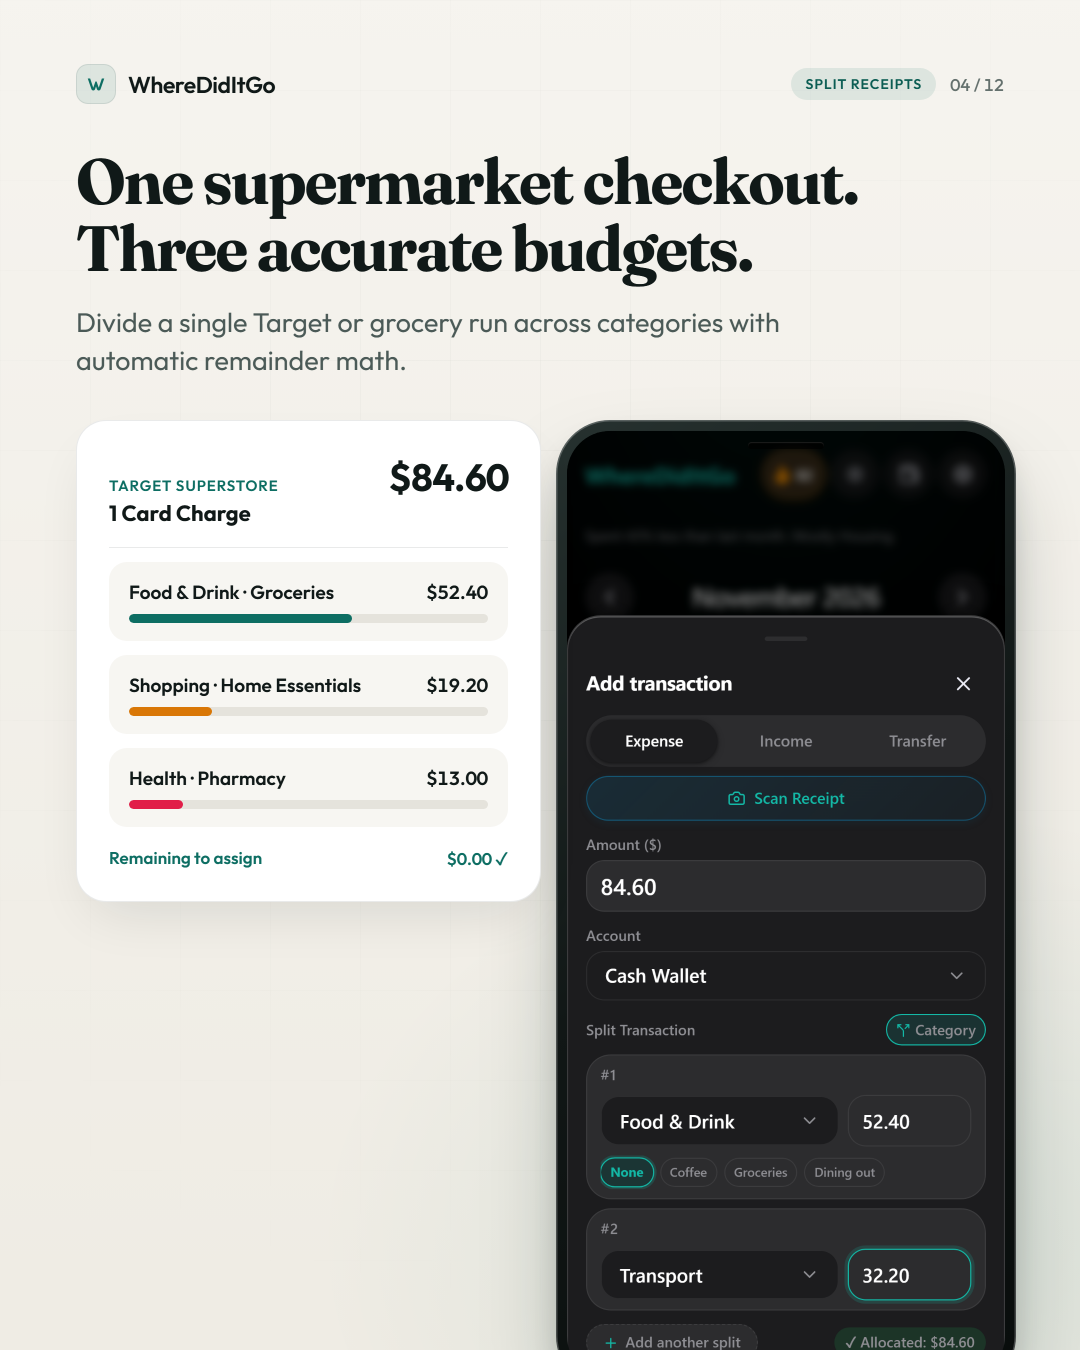 W WhereDidItGo
SPLIT RECEIPTS 04 / 12
One supermarket checkout.
Three accurate budgets.
Divide a single Target or grocery run across categories with
automatic remainder math.
TARGET SUPERSTORE
1 Card Charge
$84.60
Food & Drink · Groceries $52.40
Shopping · Home Essentials $19.20
Health · Pharmacy $13.00
Remaining to assign $0.00 ✓
WhereDidItGo
November 2026
Add transaction
Expense Income Transfer
Scan Receipt
Amount ($)
84.60
Account
Cash Wallet
Split Transaction Category
#1
Food & Drink 52.40
None Coffee Groceries Dining out
#2
Transport 32.20
+ Add another split ✓ Allocated: $84.60